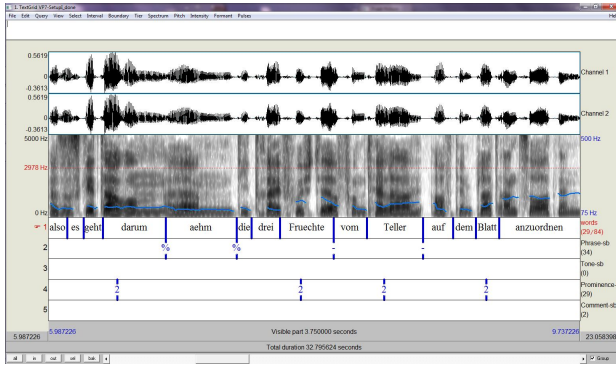 1. TextGrid VP7-Setupl_done
File Edit Query View Select Interval Boundary Tier Spectrum Pitch Intensity Formant Pulses
0.5619
0
-0.3613
Channel 1
0.5619
0
-0.3613
Channel 2
5000 Hz
500 Hz
2978 Hz
0 Hz
75 Hz
1 also es geht darum aehm die drei Fruechte vom Teller auf dem Blatt anzuordnen
words
(29/84)
2 % % - -
Phrase-sb
(34)
3
Tone-sb
(0)
4 2 2 2 2
Prominence-
(29)
5
Comment-sb
(2)
5.987226 5.987226 Visible part 3.750000 seconds 9.737226 23.058398
Total duration 32.795624 seconds
all in out sel bak
Group